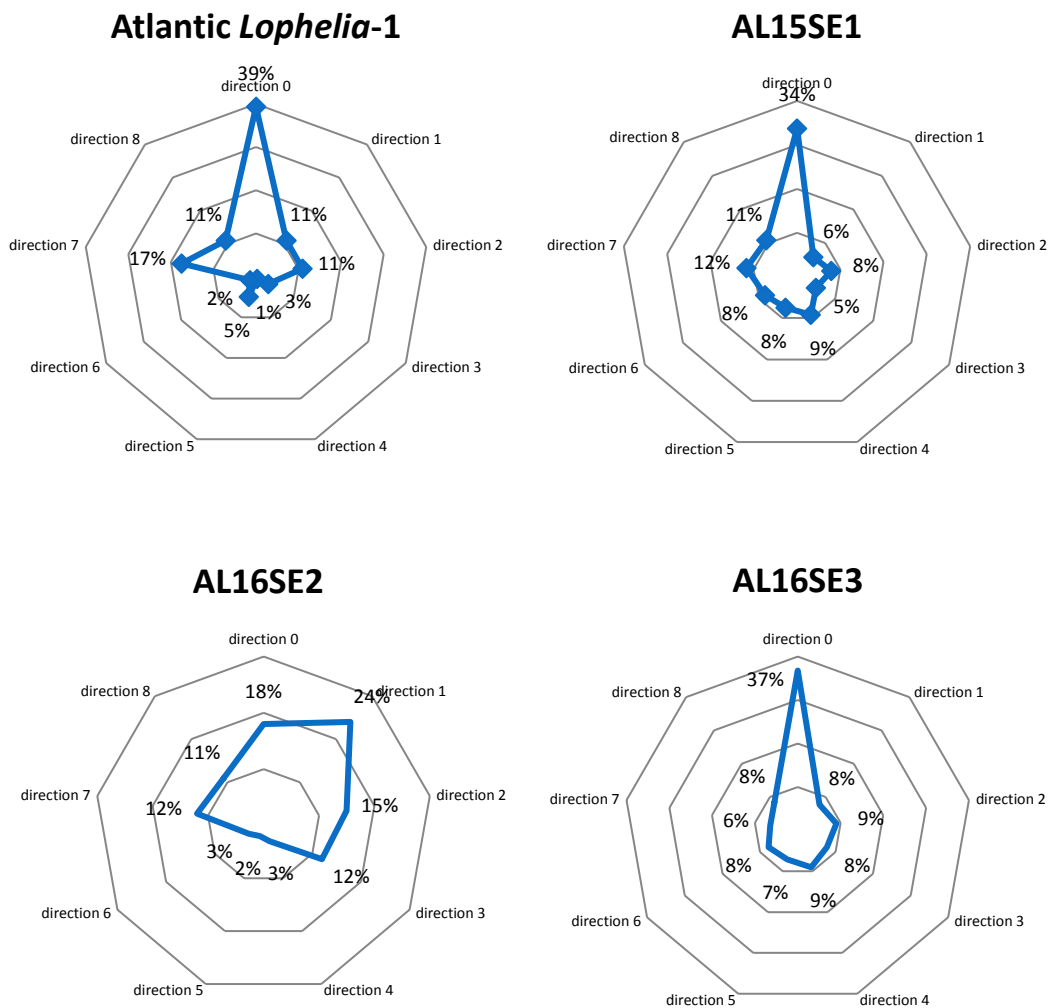 Atlantic Lophelia-1
39%
direction 0
direction 8
direction 1
11%
11%
direction 7
17%
11%
direction 2
2%
1%
3%
5%
direction 6
direction 3
direction 5
direction 4
AL15SE1
direction 0
34%
direction 8
direction 1
11%
6%
direction 7
12%
8%
direction 2
8%
5%
8%
9%
direction 6
direction 3
direction 5
direction 4
AL16SE2
direction 0
18%
24%
direction 8
direction 1
11%
direction 7
12%
15%
direction 2
3%
2%
3%
12%
direction 6
direction 3
direction 5
direction 4
AL16SE3
direction 0
37%
direction 8
direction 1
8%
8%
direction 7
6%
9%
direction 2
8%
8%
7%
9%
direction 6
direction 3
direction 5
direction 4